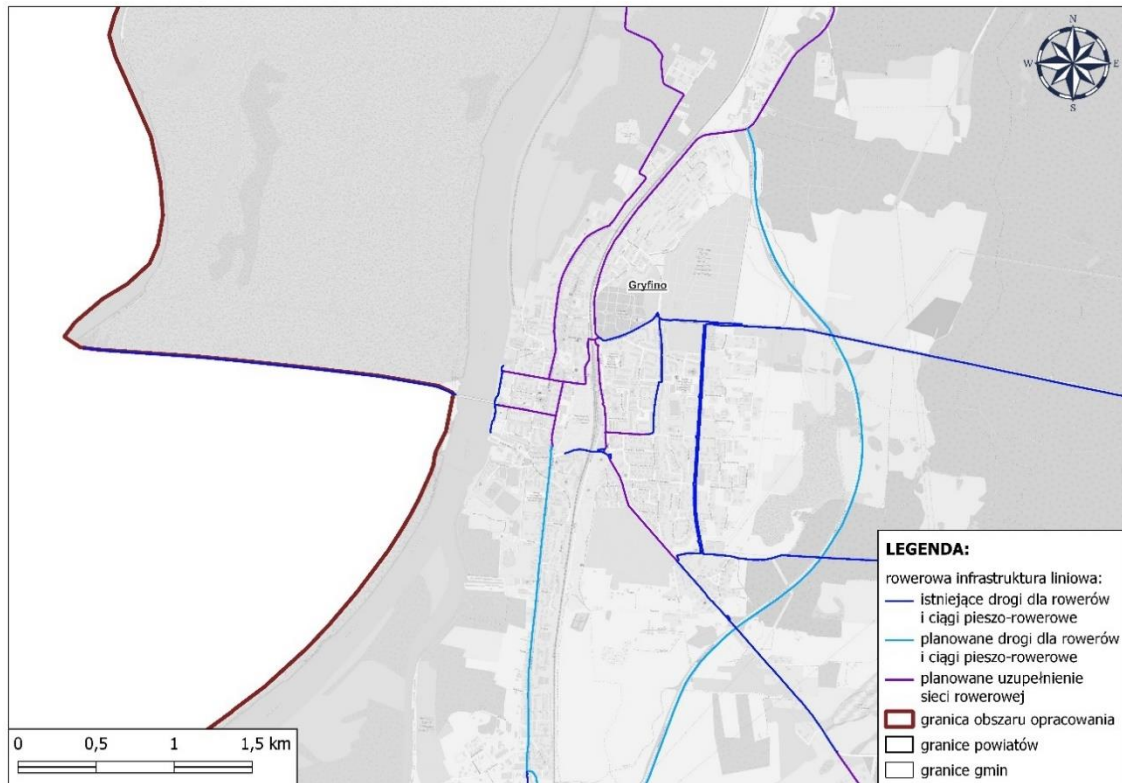 N
W E
S
Gryfino
LEGENDA:
rowerowa infrastruktura liniowa:
istniejące drogi dla rowerów
i ciągi pieszo-rowerowe
planowane drogi dla rowerów
i ciągi pieszo-rowerowe
planowane uzupełnienie
sieci rowerowej
granica obszaru opracowania
granice powiatów
granice gmin
0 0,5 1 1,5 km